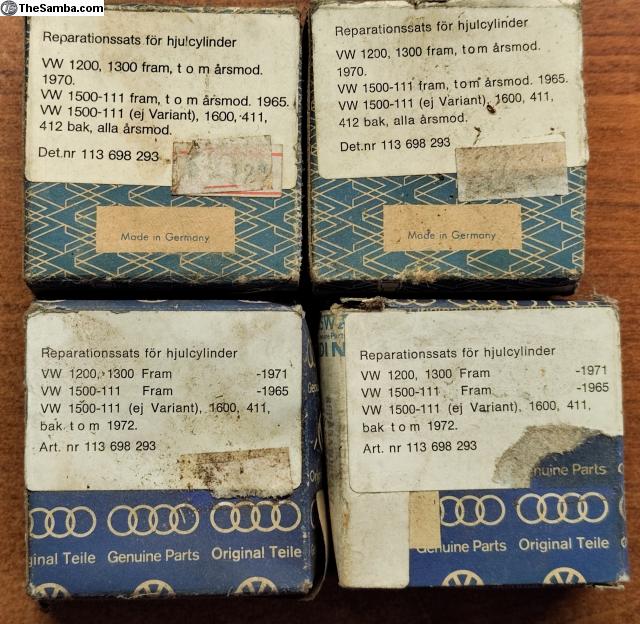 TheSamba.com
Reparationssats för hjulcylinder
VW 1200, 1300 fram, t o m årsmod.
1970.
VW 1500-111 fram, t o m årsmod. 1965.
VW 1500-111 (ej Variant), 1600, 411,
412 bak, alla årsmod.
Det.nr 113 698 293
Made in Germany
Reparationssats för hjulcylinder
VW 1200, 1300 fram, t o m årsmod.
1970.
VW 1500-111 fram, t o m årsmod. 1965.
VW 1500-111 (ej Variant), 1600, 411,
412 bak, alla årsmod.
Det.nr 113 698 293
Made in Germany
Reparationssats för hjulcylinder
VW 1200, 1300 Fram -1971
VW 1500-111 Fram -1965
VW 1500-111 (ej Variant), 1600, 411,
bak t o m 1972.
Art. nr 113 698 293
Original Teile Genuine Parts Original Teile
Reparationssats för hjulcylinder
VW 1200, 1300 Fram -1971
VW 1500-111 Fram -1965
VW 1500-111 (ej Variant), 1600, 411,
bak t o m 1972.
Art. nr 113 698 293
nuine Parts
Genuine Parts Original Teile